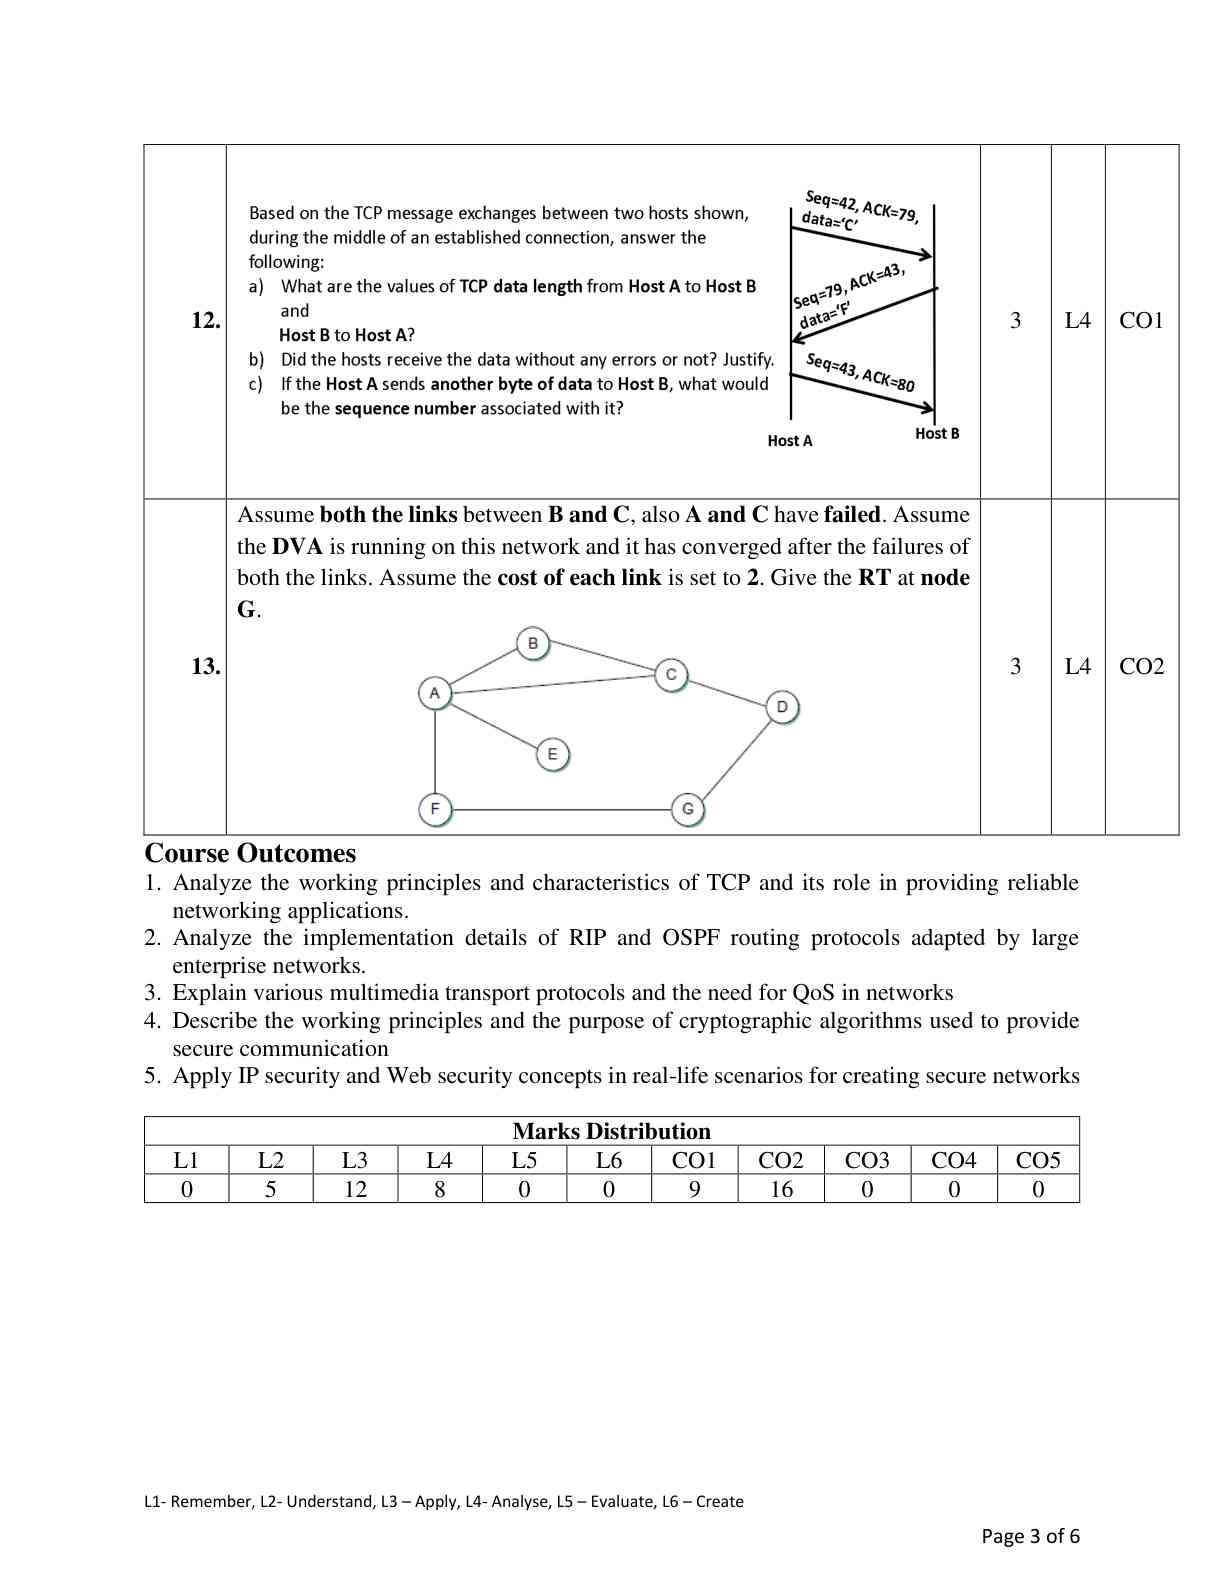 12.
Based on the TCP message exchanges between two hosts shown,
during the middle of an established connection, answer the
following:
a) What are the values of TCP data length from Host A to Host B
and
Host B to Host A?
b) Did the hosts receive the data without any errors or not? Justify.
c) If the Host A sends another byte of data to Host B, what would
be the sequence number associated with it?
Seq=42, ACK=79,
data=‘C’
Seq=79, ACK=43,
data=‘F’
Seq=43, ACK=80
Host A
Host B
3 L4 CO1
13.
Assume both the links between B and C, also A and C have failed. Assume
the DVA is running on this network and it has converged after the failures of
both the links. Assume the cost of each link is set to 2. Give the RT at node
G.
B
C
A
D
E
F
G
3 L4 CO2
Course Outcomes
1. Analyze the working principles and characteristics of TCP and its role in providing reliable
networking applications.
2. Analyze the implementation details of RIP and OSPF routing protocols adapted by large
enterprise networks.
3. Explain various multimedia transport protocols and the need for QoS in networks
4. Describe the working principles and the purpose of cryptographic algorithms used to provide
secure communication
5. Apply IP security and Web security concepts in real-life scenarios for creating secure networks
Marks Distribution
L1 L2 L3 L4 L5 L6 CO1 CO2 CO3 CO4 CO5
0 5 12 8 0 0 9 16 0 0 0
L1- Remember, L2- Understand, L3 – Apply, L4- Analyse, L5 – Evaluate, L6 – Create
Page 3 of 6